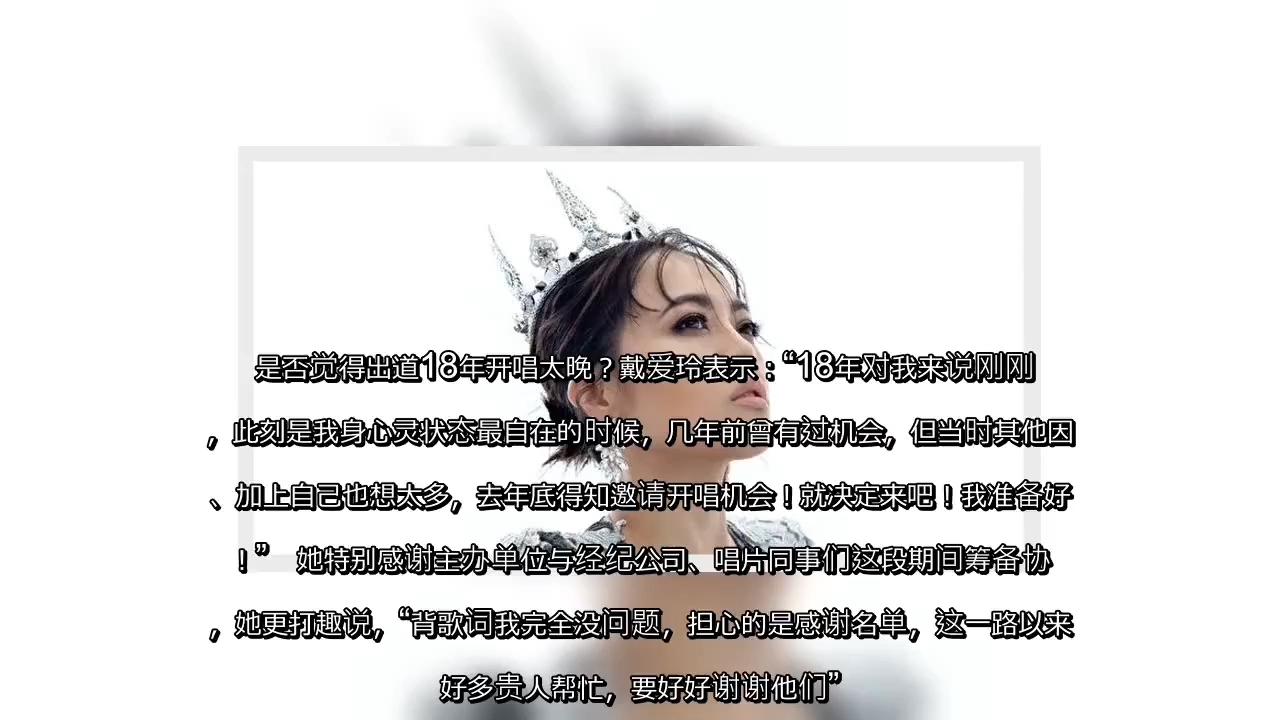 是否觉得出道18年开唱太晚？戴爱玲表示：“18年对我来说刚刚
，此刻是我身心灵状态最自在的时候，几年前曾有过机会，但当时其他因
、加上自己也想太多，去年底得知邀请开唱机会！就决定来吧！我准备好
！” 她特别感谢主办单位与经纪公司、唱片同事们这段期间筹备协
，她更打趣说，“背歌词我完全没问题，担心的是感谢名单，这一路以来
好多贵人帮忙，要好好谢谢他们”